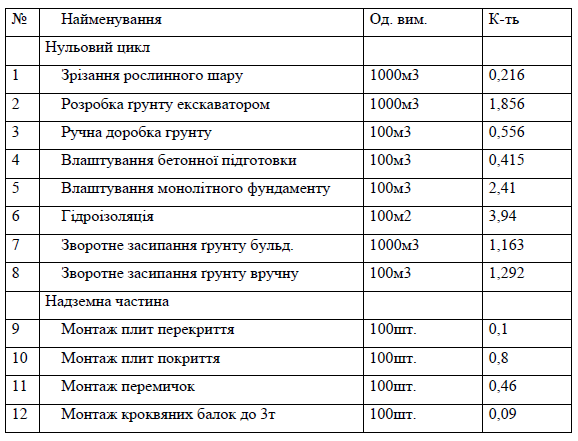 № Найменування Од. вим. К-ть
Нульовий цикл
1 Зрізання рослинного шару 1000м3 0,216
2 Розробка ґрунту екскаватором 1000м3 1,856
3 Ручна доробка ґрунту 100м3 0,556
4 Влаштування бетонної підготовки 100м3 0,415
5 Влаштування монолітного фундаменту 100м3 2,41
6 Гідроізоляція 100м2 3,94
7 Зворотне засипання ґрунту бульд. 1000м3 1,163
8 Зворотне засипання ґрунту вручну 100м3 1,292
Надземна частина
9 Монтаж плит перекриття 100шт. 0,1
10 Монтаж плит покриття 100шт. 0,8
11 Монтаж перемичок 100шт. 0,46
12 Монтаж кроквяних балок до 3т 100шт. 0,09